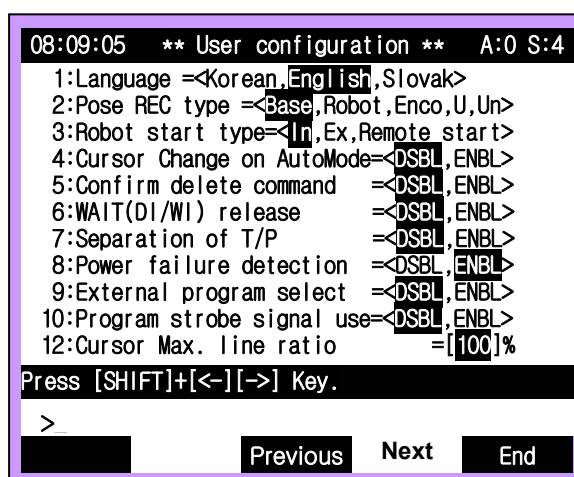 08:09:05 ** User configuration ** A:0 S:4
1:Language =<Korean,English,Slovak>
2:Pose REC type =<Base,Robot,Enco,U,Un>
3:Robot start type=<In,Ex,Remote start>
4:Cursor Change on AutoMode=<DSBL,ENBL>
5:Confirm delete command =<DSBL,ENBL>
6:WAIT(DI/WI) release =<DSBL,ENBL>
7:Separation of T/P =<DSBL,ENBL>
8:Power failure detection =<DSBL,ENBL>
9:External program select =<DSBL,ENBL>
10:Program strobe signal use=<DSBL,ENBL>
12:Cursor Max. line ratio =[100]%
Press [SHIFT]+[<-][->] Key.
>_
Previous Next End